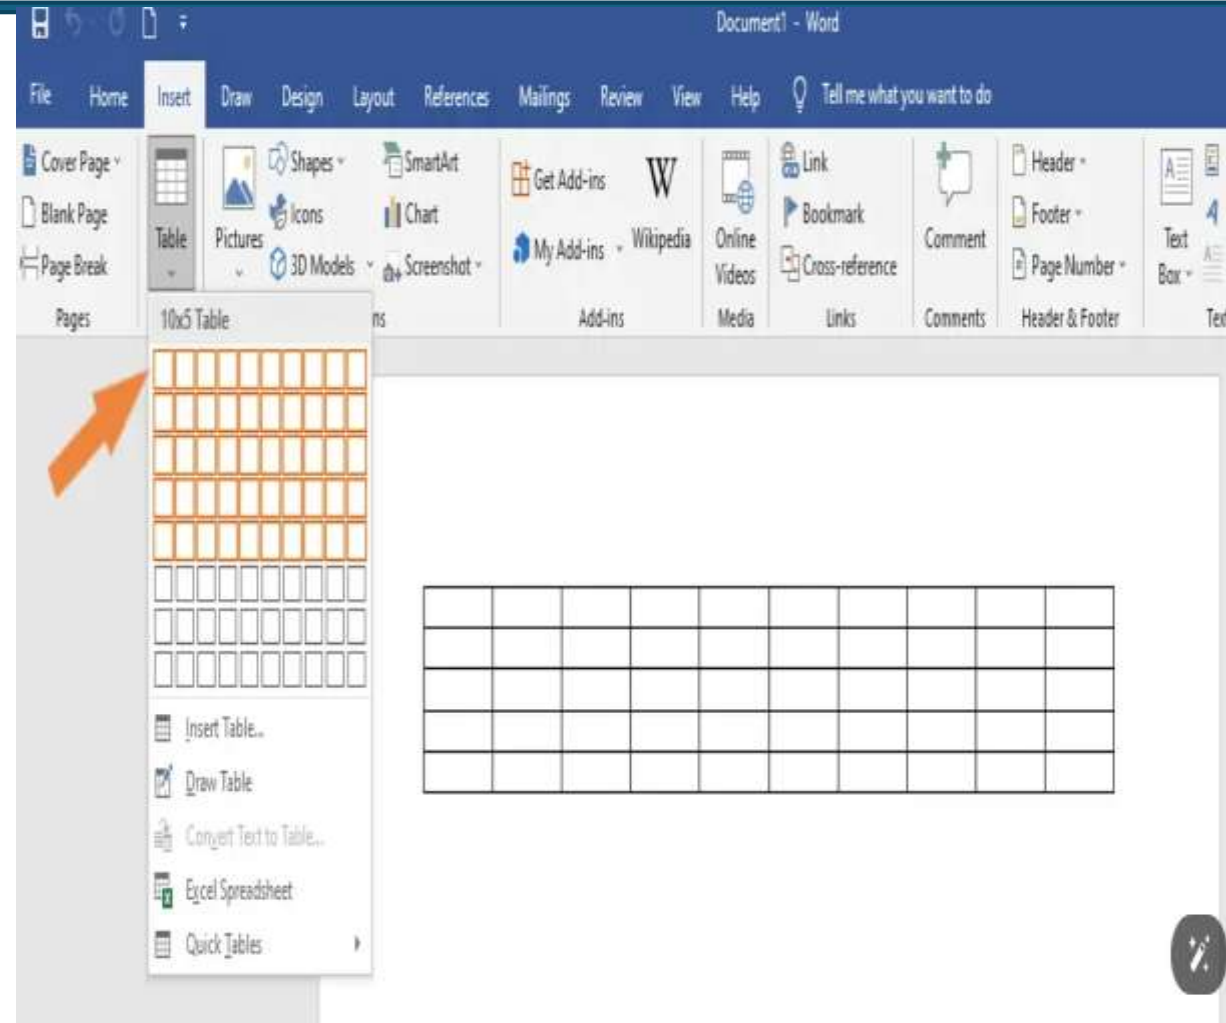 Document1 - Word
File Home Insert Draw Design Layout References Mailings Review View Help Tell me what you want to do
Cover Page
Blank Page
Page Break
Pages
Table
Pictures
Shapes
Icons
3D Models
SmartArt
Chart
Screenshot
ns
Get Add-ins
My Add-ins
W
Wikipedia
Add-ins
Online
Videos
Media
Link
Bookmark
Cross-reference
Links
Comment
Comments
Header
Footer
Page Number
Header & Footer
Text
Box
Tex
10x5 Table
Insert Table...
Draw Table
Convert Text to Table...
Excel Spreadsheet
Quick Tables